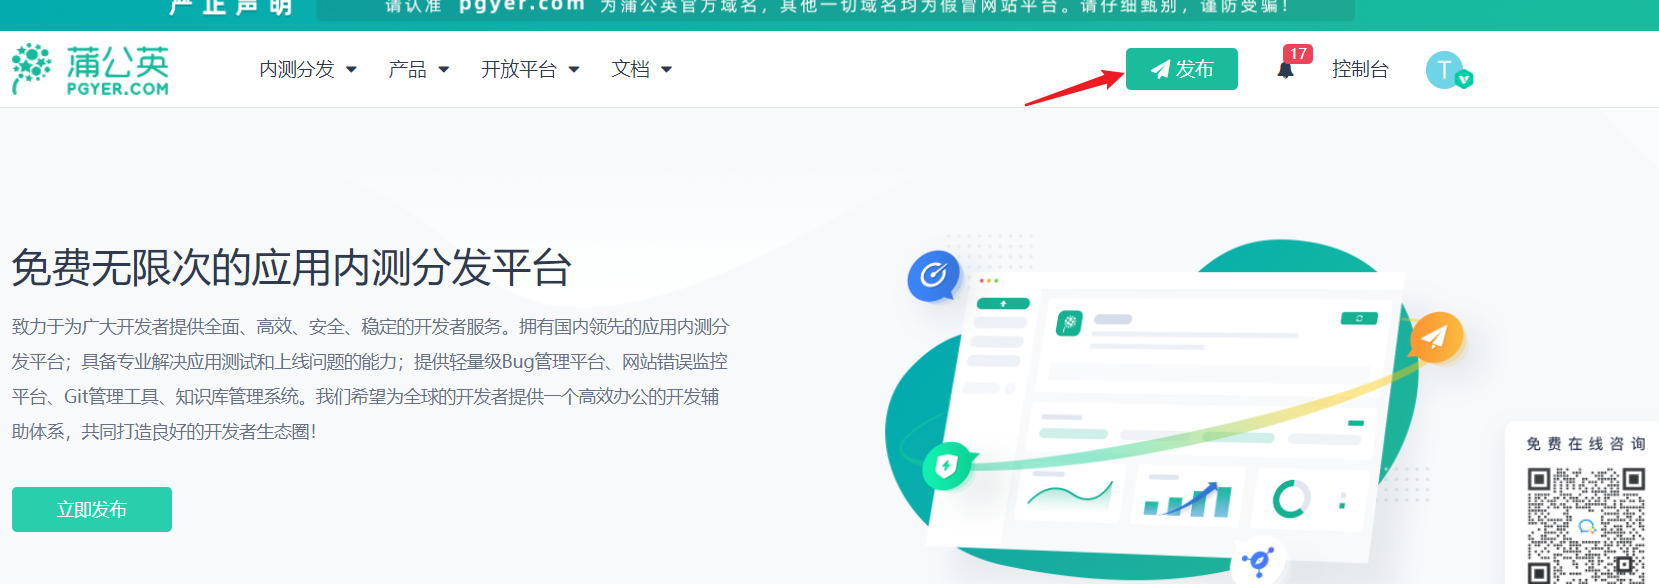 严正声明
请认准 pgyer.com 为蒲公英官方域名，其他一切域名均为假冒网站平台。请仔细甄别，谨防受骗！
蒲公英
PGYER.COM
内测分发 产品 开放平台 文档 发布 17 控制台 T
免费无限次的应用内测分发平台
致力于为广大开发者提供全面、高效、安全、稳定的开发者服务。拥有国内领先的应用内测分
发平台；具备专业解决应用测试和上线问题的能力；提供轻量级Bug管理平台、网站错误监控
平台、Git管理工具、知识库管理系统。我们希望为全球的开发者提供一个高效办公的开发辅
助体系，共同打造良好的开发者生态圈！
立即发布
免费在线咨询